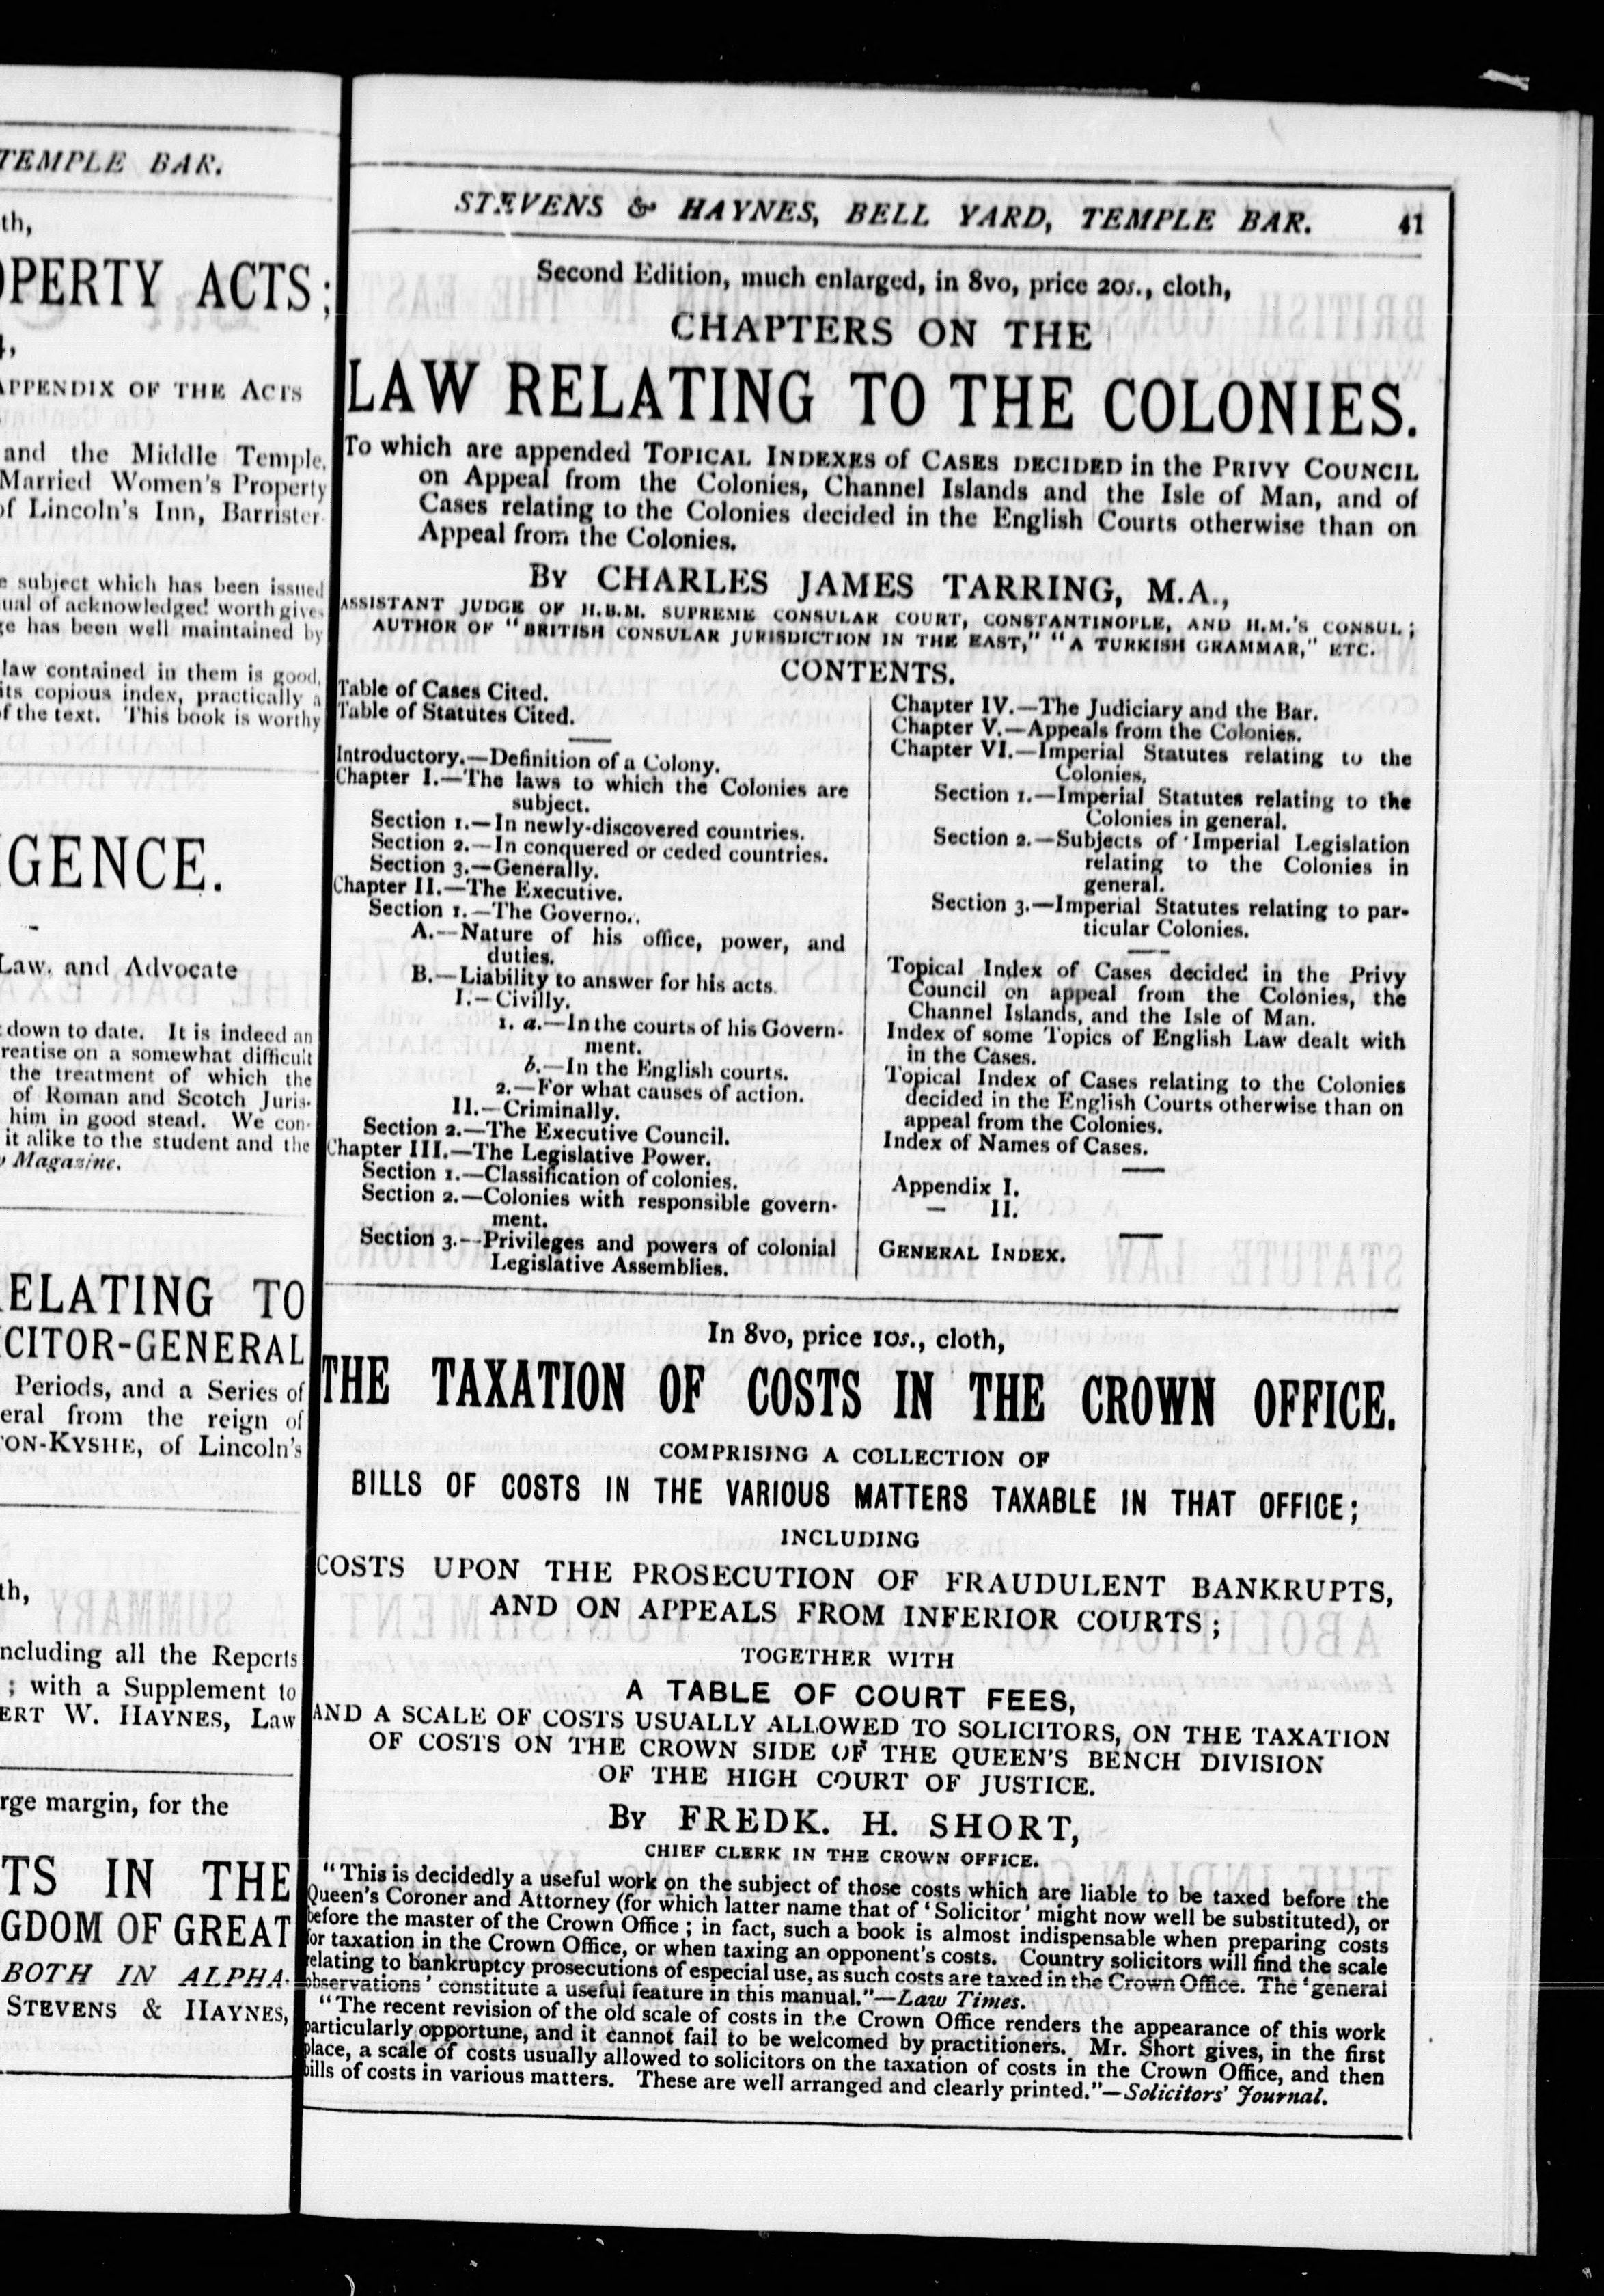 TEMPLE BAR.
th,
OPERTY ACTS;
APPENDIX OF THE ACTS
and the Middle Temple,
Married Women's Property
of Lincoln's Inn, Barrister
subject which has been issued
ual of acknowledged worth gives
ge has been well maintained by
law contained in them is good,
its copious index, practically a
of the text. This book is worthy
GENCE.
Law, and Advocate
down to date. It is indeed an
reatise on a somewhat difficult
the treatment of which the
of Roman and Scotch Juris-
him in good stead. We con-
it alike to the student and the
Magazine.
RELATING TO
ICITOR-GENERAL
Periods, and a Series of
eral from the reign of
TON-KYSHE, of Lincoln's
th,
ncluding all the Reports
; with a Supplement to
ERT W. HAYNES, Law
rge margin, for the
TS IN THE
GDOM OF GREAT
BOTH IN ALPHA-
STEVENS & HAYNES,
STEVENS & HAYNES, BELL YARD, TEMPLE BAR. 41
Second Edition, much enlarged, in 8vo, price 20s., cloth,
CHAPTERS ON THE
LAW RELATING TO THE COLONIES.
To which are appended TOPICAL INDEXES of CASES DECIDED in the PRIVY COUNCIL
on Appeal from the Colonies, Channel Islands and the Isle of Man, and of
Cases relating to the Colonies decided in the English Courts otherwise than on
Appeal from the Colonies.
BY CHARLES JAMES TARRING, M.A.,
ASSISTANT JUDGE OF H.B.M. SUPREME CONSULAR COURT, CONSTANTINOPLE, AND H.M.'S CONSUL;
AUTHOR OF "BRITISH CONSULAR JURISDICTION IN THE EAST," "A TURKISH GRAMMAR," ETC.
CONTENTS.
Table of Cases Cited.
Table of Statutes Cited.
Introductory.—Definition of a Colony.
Chapter I.—The laws to which the Colonies are
subject.
Section 1.—In newly-discovered countries.
Section 2.—In conquered or ceded countries.
Section 3.—Generally.
Chapter II.—The Executive.
Section 1.—The Governor.
A.—Nature of his office, power, and
duties.
B.—Liability to answer for his acts.
I.—Civilly.
1. a.—In the courts of his Govern-
ment.
b.—In the English courts.
2.—For what causes of action.
II.—Criminally.
Section 2.—The Executive Council.
Chapter III.—The Legislative Power.
Section 1.—Classification of colonies.
Section 2.—Colonies with responsible govern-
ment.
Section 3.—Privileges and powers of colonial
Legislative Assemblies.
Chapter IV.—The Judiciary and the Bar.
Chapter V.—Appeals from the Colonies.
Chapter VI.—Imperial Statutes relating to the
Colonies.
Section 1.—Imperial Statutes relating to the
Colonies in general.
Section 2.—Subjects of Imperial Legislation
relating to the Colonies in
general.
Section 3.—Imperial Statutes relating to par-
ticular Colonies.
Topical Index of Cases decided in the Privy
Council on appeal from the Colonies, the
Channel Islands, and the Isle of Man.
Index of some Topics of English Law dealt with
in the Cases.
Topical Index of Cases relating to the Colonies
decided in the English Courts otherwise than on
appeal from the Colonies.
Index of Names of Cases.
Appendix I.
— II.
GENERAL INDEX.
In 8vo, price 10s., cloth,
THE TAXATION OF COSTS IN THE CROWN OFFICE.
COMPRISING A COLLECTION OF
BILLS OF COSTS IN THE VARIOUS MATTERS TAXABLE IN THAT OFFICE;
INCLUDING
COSTS UPON THE PROSECUTION OF FRAUDULENT BANKRUPTS,
AND ON APPEALS FROM INFERIOR COURTS;
TOGETHER WITH
A TABLE OF COURT FEES,
AND A SCALE OF COSTS USUALLY ALLOWED TO SOLICITORS, ON THE TAXATION
OF COSTS ON THE CROWN SIDE OF THE QUEEN'S BENCH DIVISION
OF THE HIGH COURT OF JUSTICE.
BY FREDK. H. SHORT,
CHIEF CLERK IN THE CROWN OFFICE.
"This is decidedly a useful work on the subject of those costs which are liable to be taxed before the
Queen's Coroner and Attorney (for which latter name that of 'Solicitor' might now well be substituted), or
before the master of the Crown Office; in fact, such a book is almost indispensable when preparing costs
for taxation in the Crown Office, or when taxing an opponent's costs. Country solicitors will find the scale
relating to bankruptcy prosecutions of especial use, as such costs are taxed in the Crown Office. The 'general
observations' constitute a useful feature in this manual."—Law Times.
"The recent revision of the old scale of costs in the Crown Office renders the appearance of this work
particularly opportune, and it cannot fail to be welcomed by practitioners. Mr. Short gives, in the first
place, a scale of costs usually allowed to solicitors on the taxation of costs in the Crown Office, and then
bills of costs in various matters. These are well arranged and clearly printed."—Solicitors' Journal.